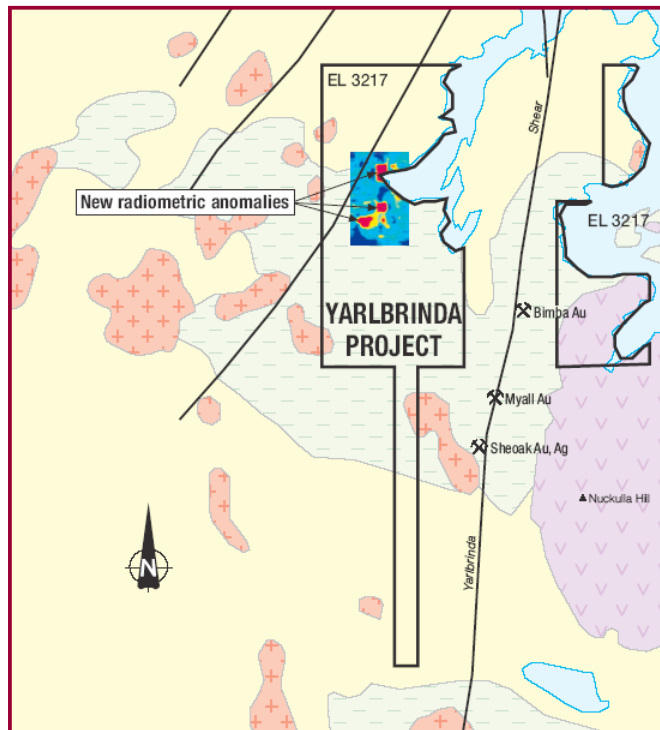 EL 3217
Shear
New radiometric anomalies
EL 3217
YARLBRINDA
PROJECT
Bimba Au
Myall Au
Sheoak Au, Ag
Nuckulla Hill
N
Yarlbrinda